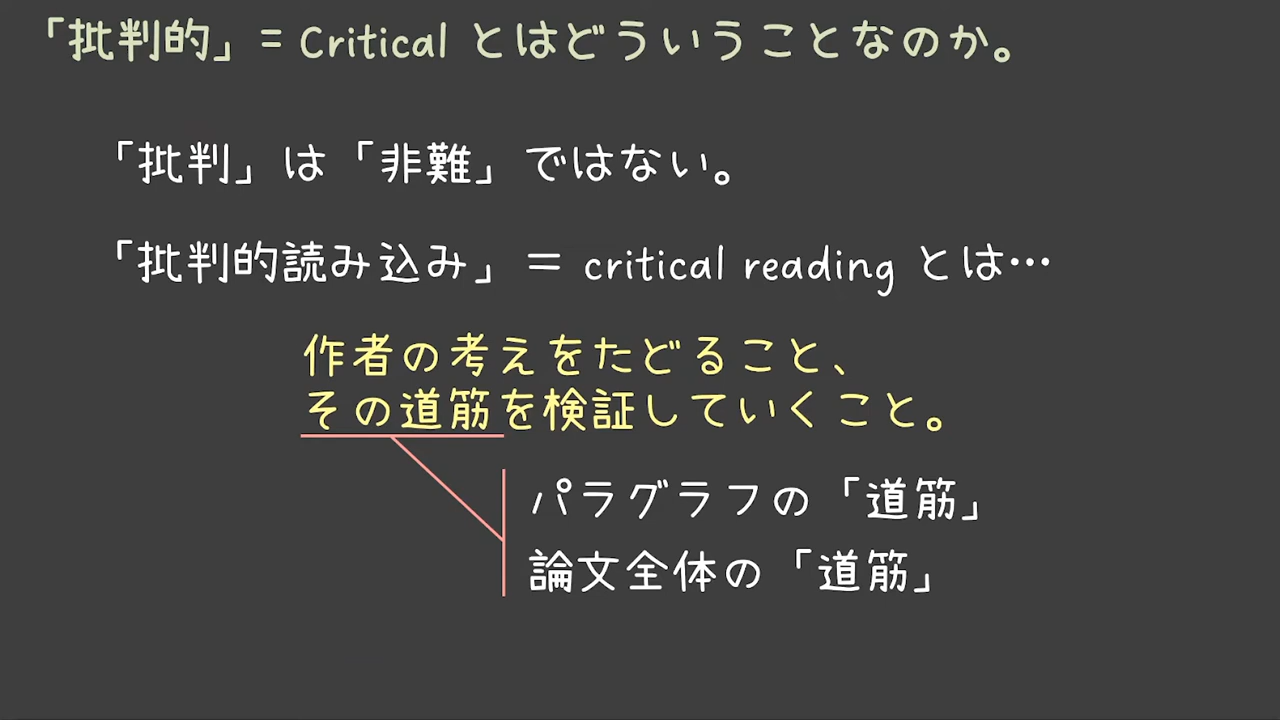 「批判的」= Critical とはどういうことなのか。
「批判」は「非難」ではない。
「批判的読み込み」＝ critical reading とは…
作者の考えをたどること、
その道筋を検証していくこと。
パラグラフの「道筋」
論文全体の「道筋」